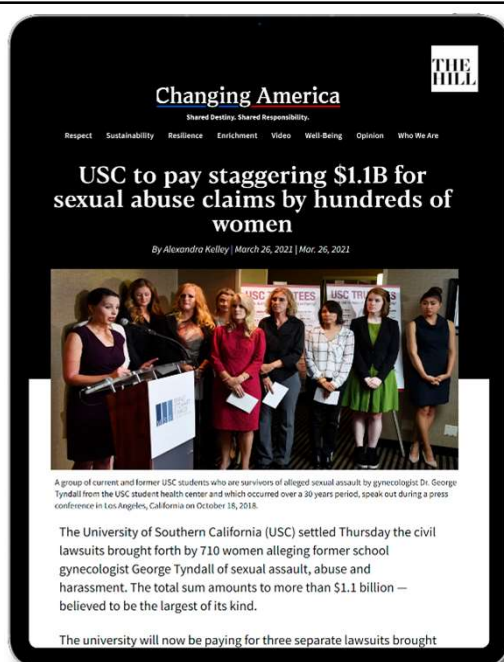 THE
HILL
Changing America
Shared Destiny. Shared Responsibility.
Respect Sustainability Resilience Enrichment Video Well-Being Opinion Who We Are
USC to pay staggering $1.1B for
sexual abuse claims by hundreds of
women
By Alexandra Kelley | March 26, 2021 | Mar. 26, 2021
USC TRUSTEES
USC TRU
A group of current and former USC students who are survivors of alleged sexual assault by gynecologist Dr. George
Tyndall from the USC student health center and which occurred over a 30 years period, speak out during a press
conference in Los Angeles, California on October 18, 2018.
The University of Southern California (USC) settled Thursday the civil
lawsuits brought forth by 710 women alleging former school
gynecologist George Tyndall of sexual assault, abuse and
harassment. The total sum amounts to more than $1.1 billion —
believed to be the largest of its kind.
The university will now be paying for three separate lawsuits brought